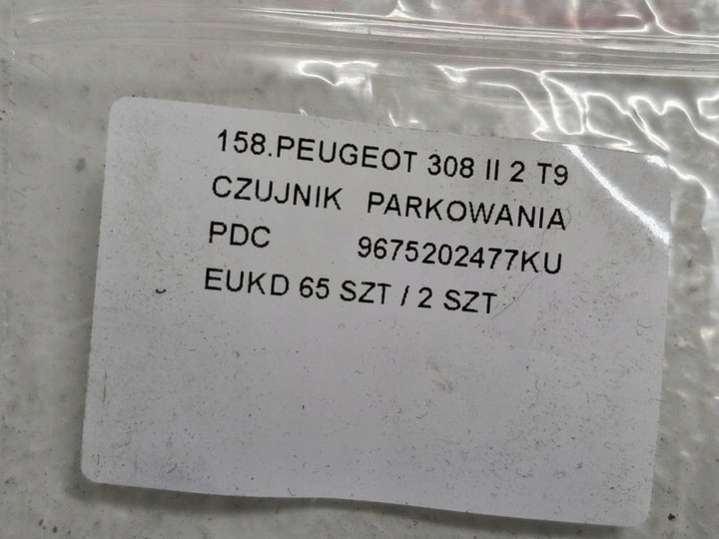 158.PEUGEOT 308 II 2 T9
CZUJNIK PARKOWANIA
PDC 9675202477KU
EUKD 65 SZT / 2 SZT